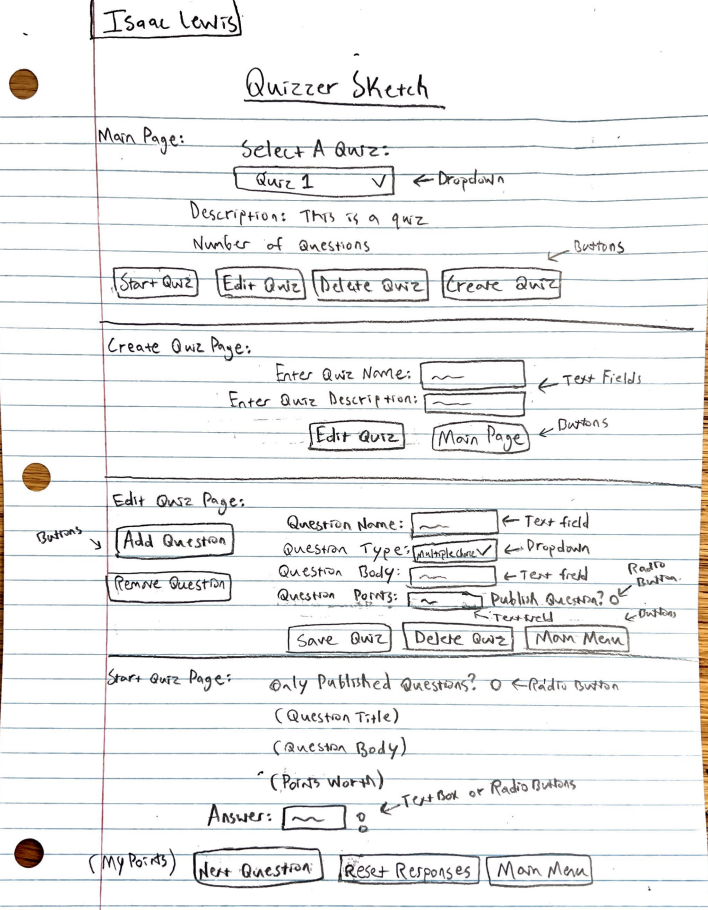 Isaac Lewis
Quizzer Sketch
Main Page:
Select A Quiz:
Quiz 1 ← Dropdown
Description: This is a quiz
Number of Questions
← Buttons
Start Quiz Edit Quiz Delete Quiz Create Quiz
Create Quiz Page:
Enter Quiz Name: ← Text Fields
Enter Quiz Description:
Edit Quiz Main Page ← Buttons
Edit Quiz Page:
Buttons Add Question Question Name: ← Text field
Question Type: Multiple Choice ← Dropdown
Remove Question Question Body: ← Text field Radio Button
Question Points: Publish Question?
← Textfield ← Buttons
Save Quiz Delete Quiz Main Menu
Start Quiz Page: Only Published Questions? ← Radio Button
(Question Title)
(Question Body)
(Points Worth)
Answer: ← TextBox or Radio Buttons
(My Points) Next Question Reset Responses Main Menu